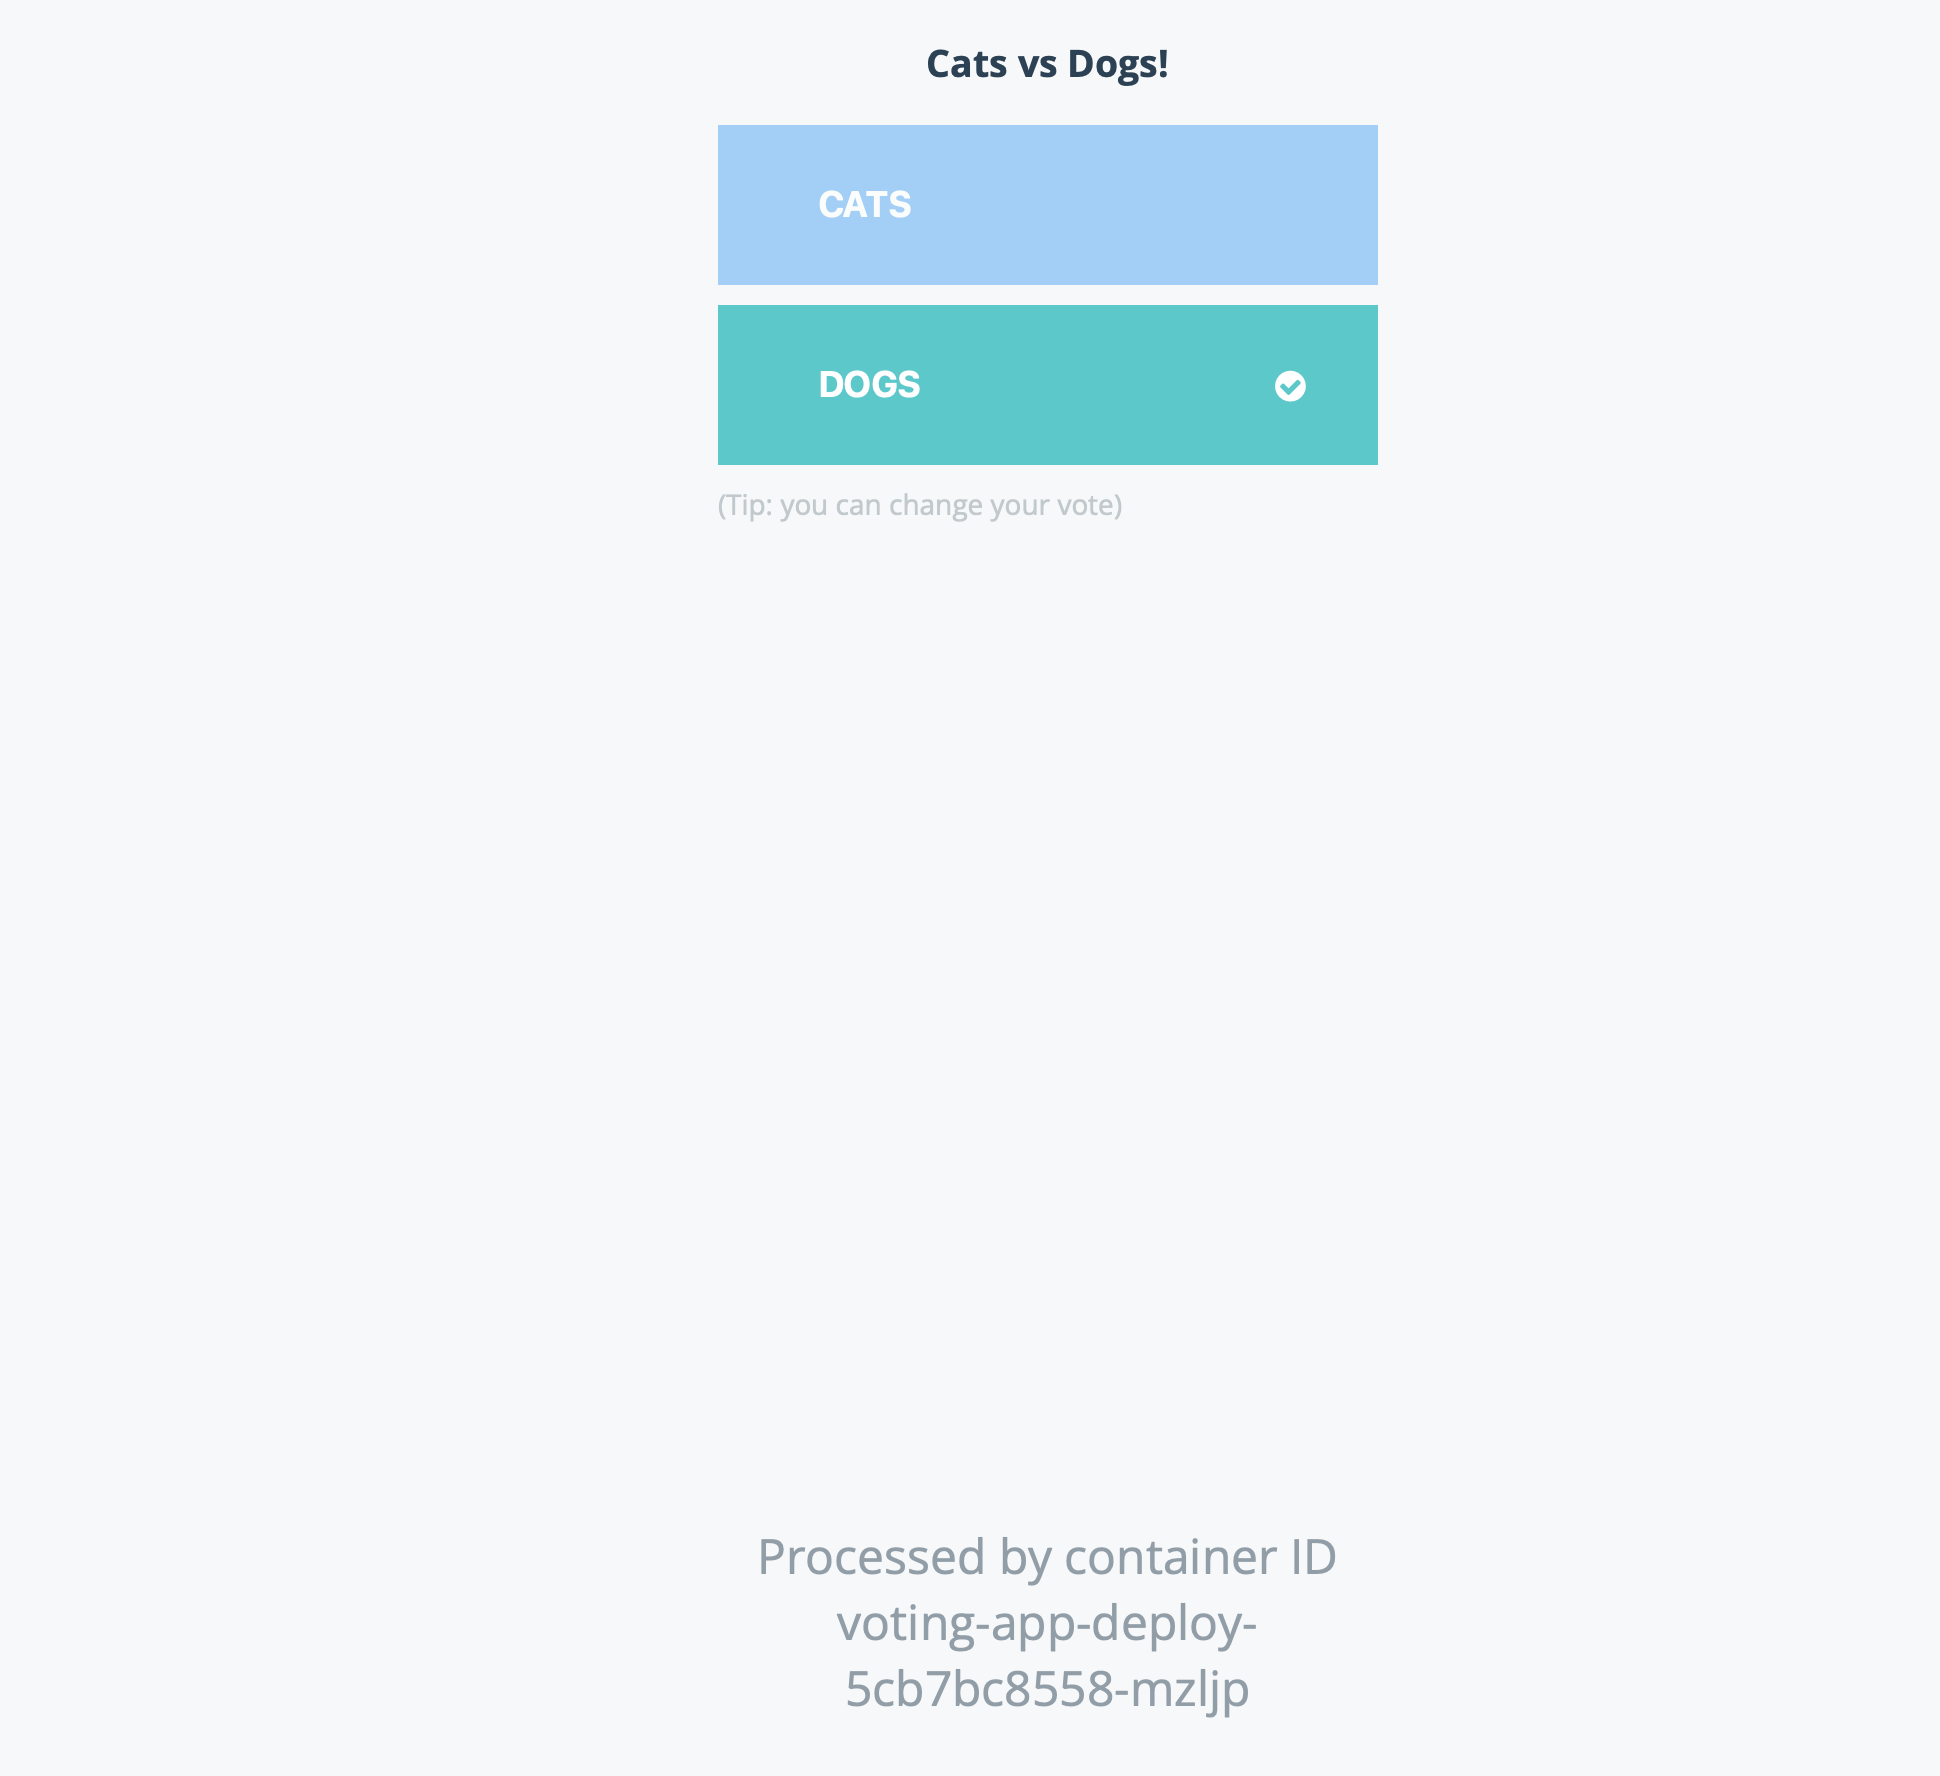 Cats vs Dogs!
CATS
DOGS
(Tip: you can change your vote)
Processed by container ID
voting-app-deploy-
5cb7bc8558-mzljp